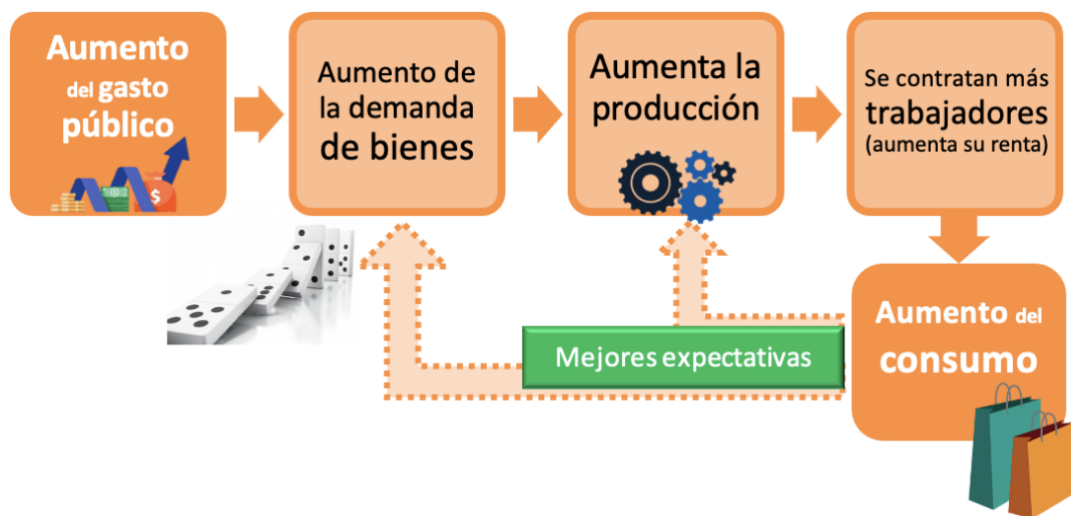 Aumento
del gasto
público
Aumento de
la demanda
de bienes
Aumenta la
producción
Se contratan más
trabajadores
(aumenta su renta)
$
Mejores expectativas
Aumento del
consumo